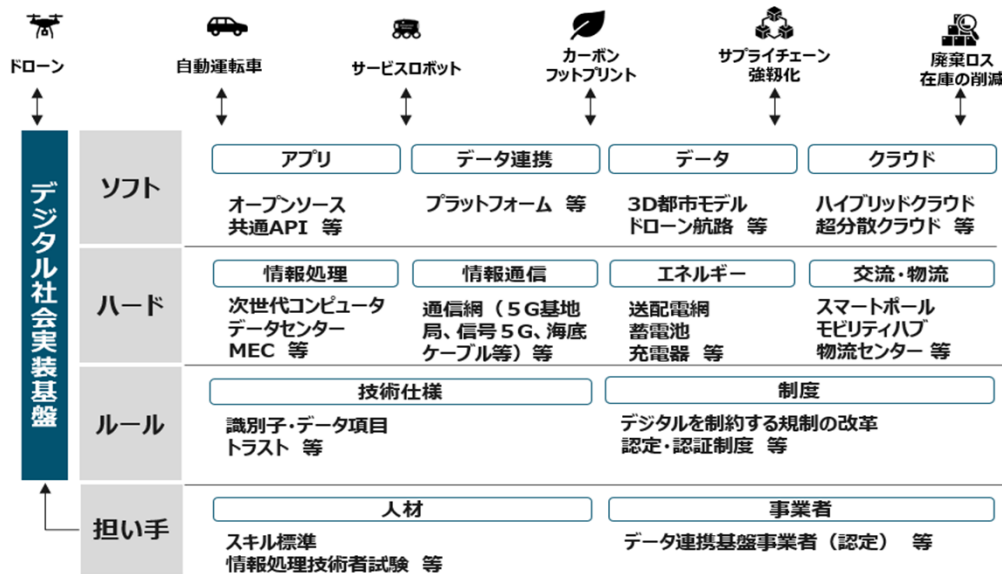 ドローン
自動運転車
サービスロボット
カーボン
フットプリント
サプライチェーン
強靱化
廃棄ロス
在庫の削減
デジタル社会実装基盤
ソフト
アプリ
オープンソース
共通API 等
データ連携
プラットフォーム 等
データ
3D都市モデル
ドローン航路 等
クラウド
ハイブリッドクラウド
超分散クラウド 等
ハード
情報処理
次世代コンピュータ
データセンター
MEC 等
情報通信
通信網（５G基地
局、信号５G、海底
ケーブル等）等
エネルギー
送配電網
蓄電池
充電器 等
交流・物流
スマートポール
モビリティハブ
物流センター 等
ルール
技術仕様
識別子・データ項目
トラスト 等
制度
デジタルを制約する規制の改革
認定・認証制度 等
担い手
人材
スキル標準
情報処理技術者試験 等
事業者
データ連携基盤事業者（認定） 等